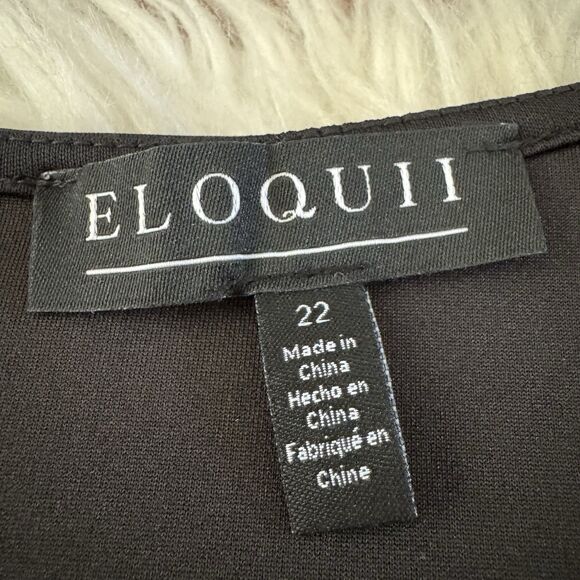 ELOQUII
22
Made in
China
Hecho en
China
Fabriqué en
Chine